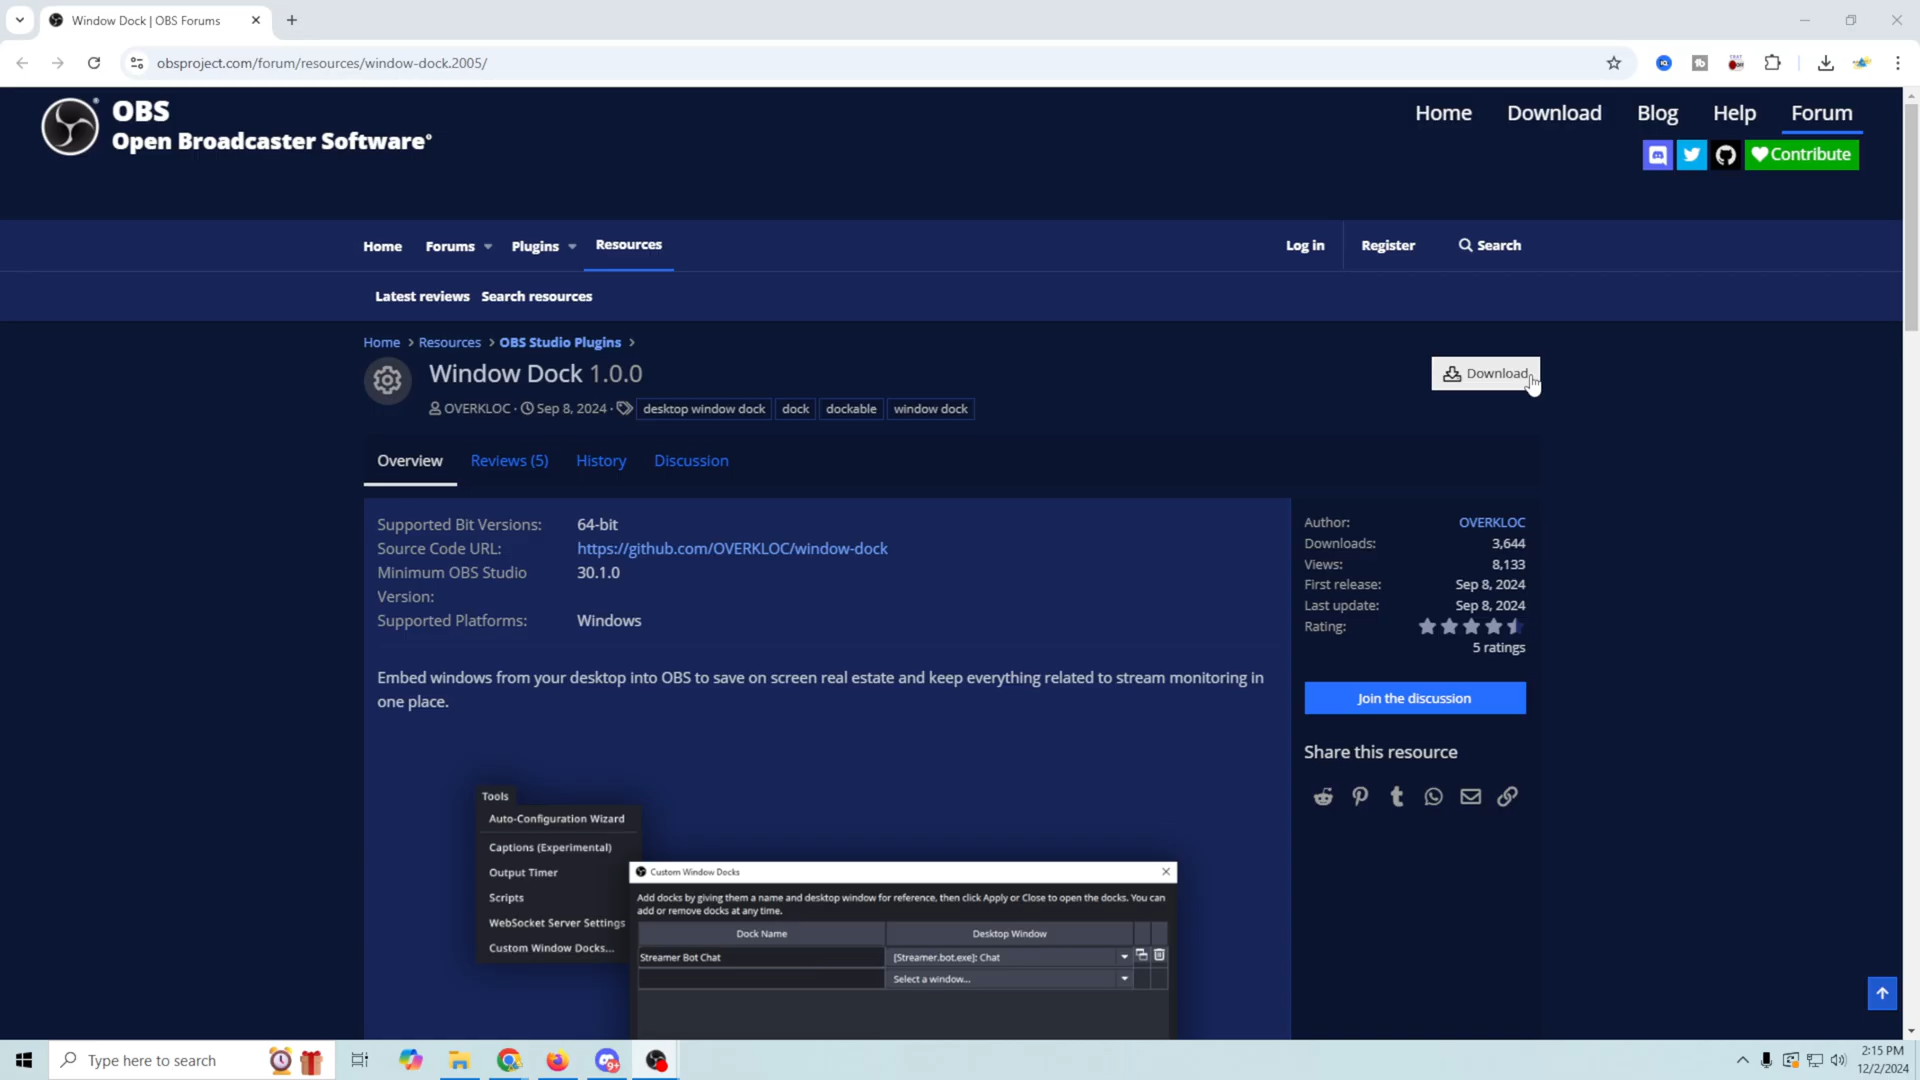 Window Dock | OBS Forums
obsproject.com/forum/resources/window-dock.2005/
OBS
Open Broadcaster Software®
Home Download Blog Help Forum
Contribute
Home Forums Plugins Resources Log in Register Search
Latest reviews Search resources
Home > Resources > OBS Studio Plugins >
Window Dock 1.0.0
Download
OVERKLOC · Sep 8, 2024 · desktop window dock dock dockable window dock
Overview Reviews (5) History Discussion
Supported Bit Versions: 64-bit
Source Code URL: https://github.com/OVERKLOC/window-dock
Minimum OBS Studio Version: 30.1.0
Supported Platforms: Windows
Embed windows from your desktop into OBS to save on screen real estate and keep everything related to stream monitoring in
one place.
Tools
Auto-Configuration Wizard
Captions (Experimental)
Output Timer
Scripts
WebSocket Server Settings
Custom Window Docks...
Custom Window Docks
Add docks by giving them a name and desktop window for reference, then click Apply or Close to open the docks. You can
add or remove docks at any time.
Dock Name Desktop Window
Streamer Bot Chat [Streamer.bot.exe]: Chat
Select a window...
Author: OVERKLOC
Downloads: 3,644
Views: 8,133
First release: Sep 8, 2024
Last update: Sep 8, 2024
Rating:
5 ratings
Join the discussion
Share this resource
Type here to search
9+
2:15 PM
12/2/2024